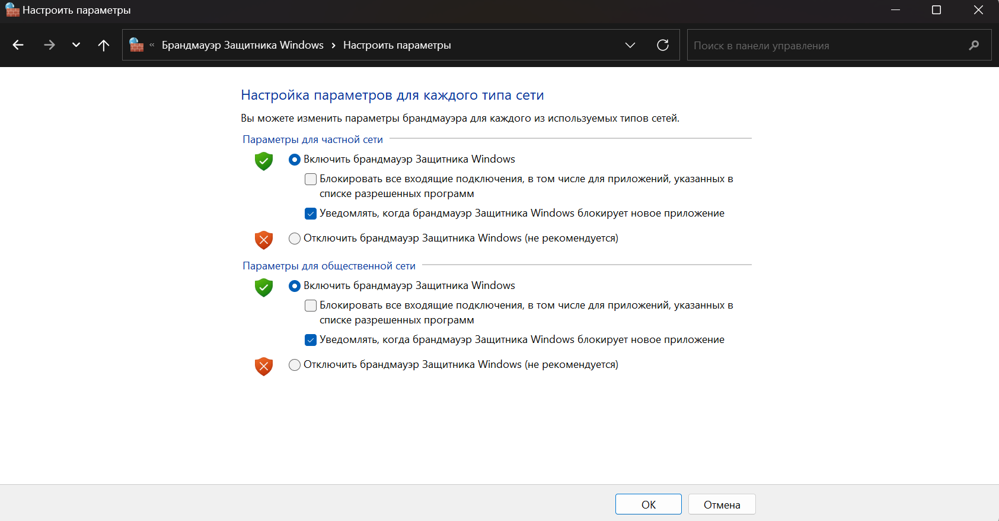 Настроить параметры
« Брандмауэр Защитника Windows › Настроить параметры
Поиск в панели управления
Настройка параметров для каждого типа сети
Вы можете изменить параметры брандмауэра для каждого из используемых типов сетей.
Параметры для частной сети
Включить брандмауэр Защитника Windows
Блокировать все входящие подключения, в том числе для приложений, указанных в
списке разрешенных программ
Уведомлять, когда брандмауэр Защитника Windows блокирует новое приложение
Отключить брандмауэр Защитника Windows (не рекомендуется)
Параметры для общественной сети
Включить брандмауэр Защитника Windows
Блокировать все входящие подключения, в том числе для приложений, указанных в
списке разрешенных программ
Уведомлять, когда брандмауэр Защитника Windows блокирует новое приложение
Отключить брандмауэр Защитника Windows (не рекомендуется)
ОК
Отмена